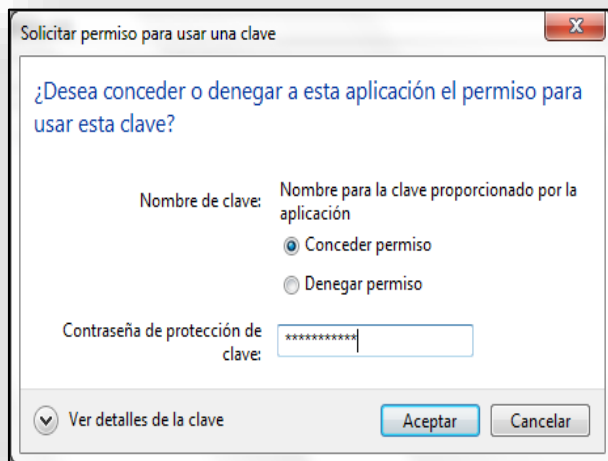 Solicitar permiso para usar una clave
¿Desea conceder o denegar a esta aplicación el permiso para
usar esta clave?
Nombre de clave:
Nombre para la clave proporcionado por la
aplicación
Conceder permiso
Denegar permiso
Contraseña de protección de
clave:
***********
Ver detalles de la clave
Aceptar
Cancelar